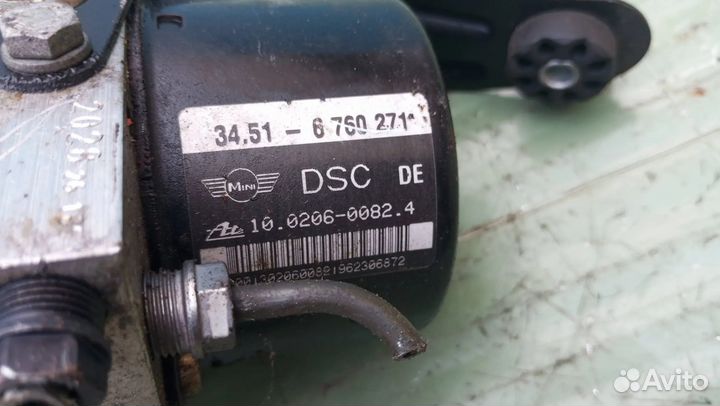 34.51 - 6 760 271
MINI DSC DE
10.0206-0082.4
Avito